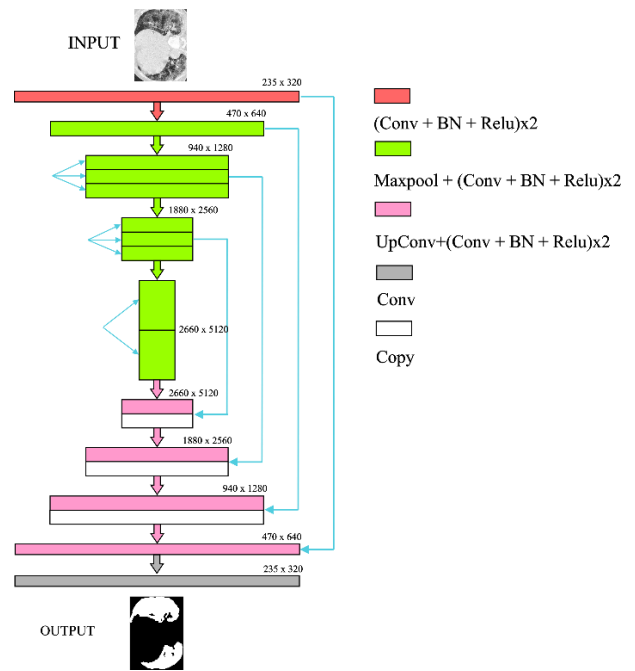 INPUT
235 x 320
470 x 640
940 x 1280
1880 x 2560
2660 x 5120
2660 x 5120
1880 x 2560
940 x 1280
470 x 640
235 x 320
OUTPUT
(Conv + BN + Relu)x2
Maxpool + (Conv + BN + Relu)x2
UpConv+(Conv + BN + Relu)x2
Conv
Copy